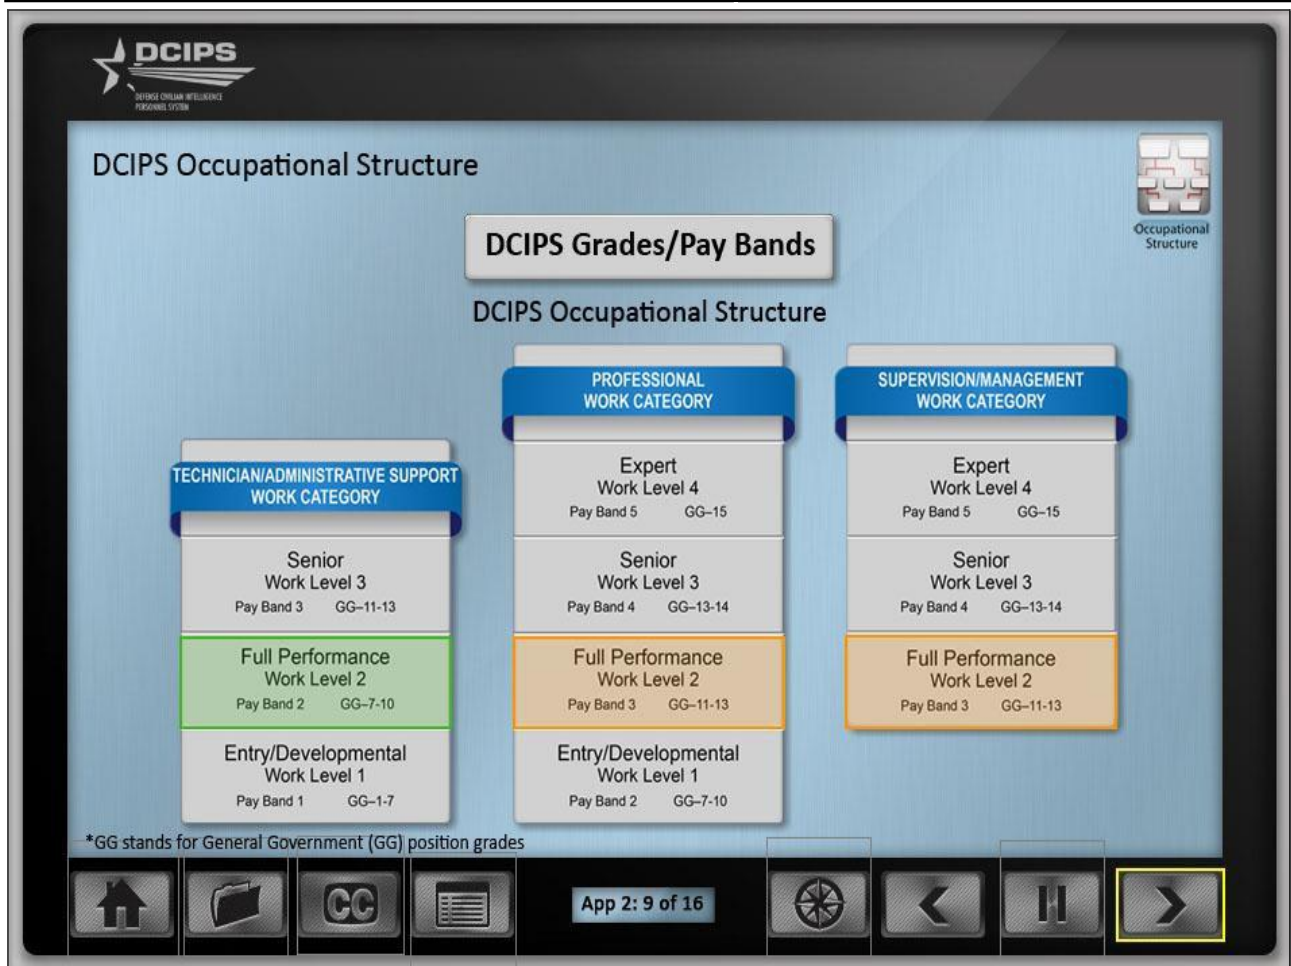 DCIPS
DEFENSE CIVILIAN INTELLIGENCE
PERSONNEL SYSTEM
DCIPS Occupational Structure
Occupational
Structure
DCIPS Grades/Pay Bands
DCIPS Occupational Structure
TECHNICIAN/ADMINISTRATIVE SUPPORT
WORK CATEGORY
Senior
Work Level 3
Pay Band 3 GG–11-13
Full Performance
Work Level 2
Pay Band 2 GG–7-10
Entry/Developmental
Work Level 1
Pay Band 1 GG–1-7
PROFESSIONAL
WORK CATEGORY
Expert
Work Level 4
Pay Band 5 GG–15
Senior
Work Level 3
Pay Band 4 GG–13-14
Full Performance
Work Level 2
Pay Band 3 GG–11-13
Entry/Developmental
Work Level 1
Pay Band 2 GG–7-10
SUPERVISION/MANAGEMENT
WORK CATEGORY
Expert
Work Level 4
Pay Band 5 GG–15
Senior
Work Level 3
Pay Band 4 GG–13-14
Full Performance
Work Level 2
Pay Band 3 GG–11-13
*GG stands for General Government (GG) position grades
CC
App 2: 9 of 16